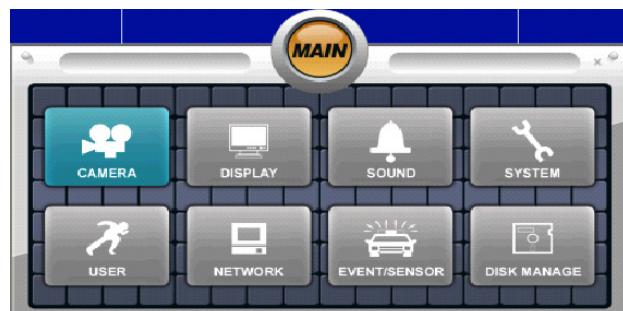 MAIN
CAMERA
DISPLAY
SOUND
SYSTEM
USER
NETWORK
EVENT/SENSOR
DISK MANAGE